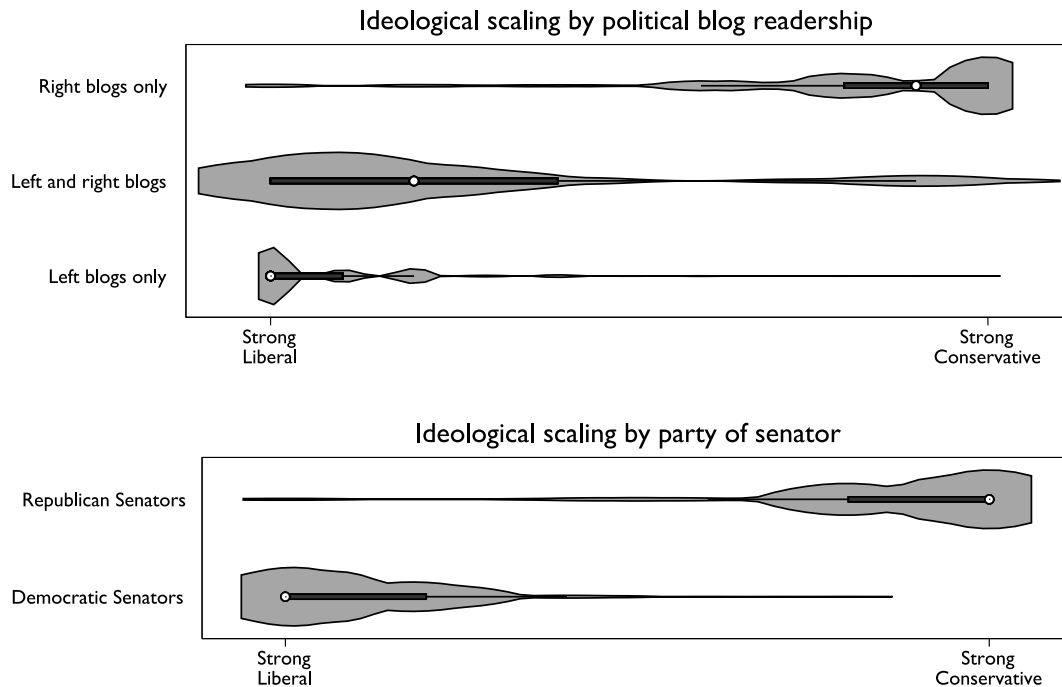 Ideological scaling by political blog readership
Right blogs only
Left and right blogs
Left blogs only
Strong
Liberal
Strong
Conservative
Ideological scaling by party of senator
Republican Senators
Democratic Senators
Strong
Liberal
Strong
Conservative